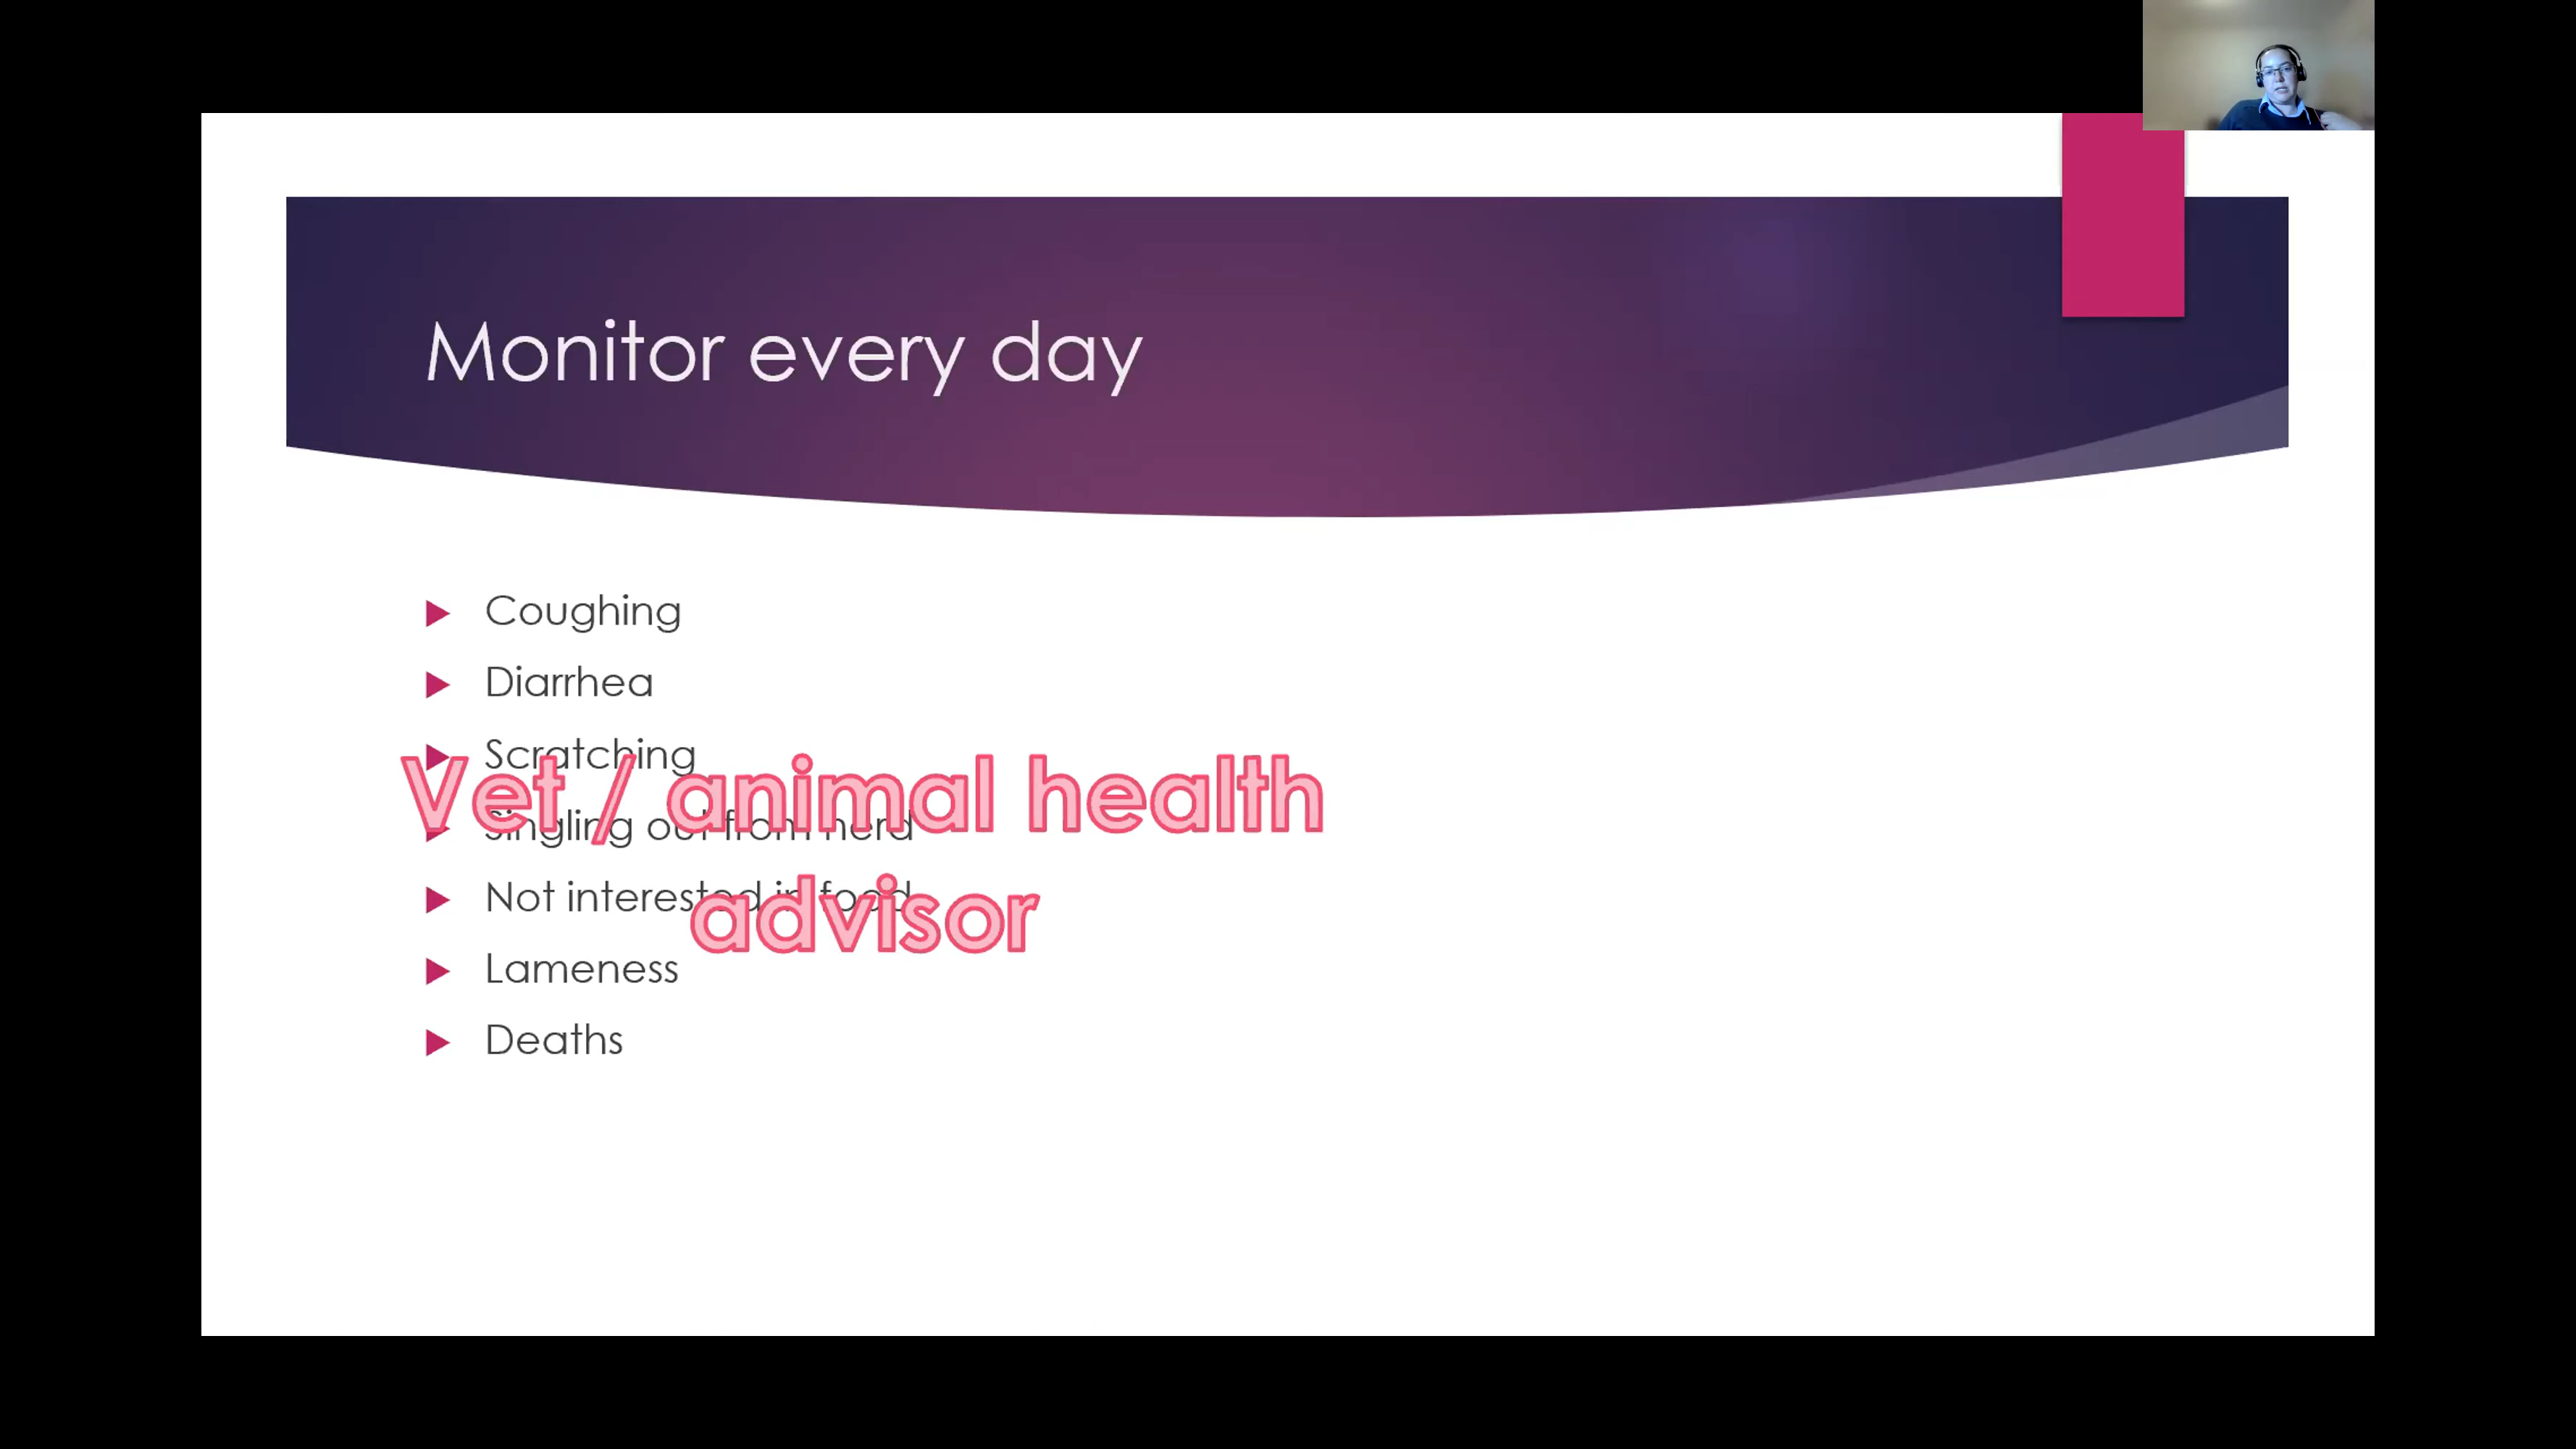 Monitor every day
Coughing
Diarrhea
Scratching
Vet / animal health
Singling out from herd
Not interested in food
advisor
Lameness
Deaths